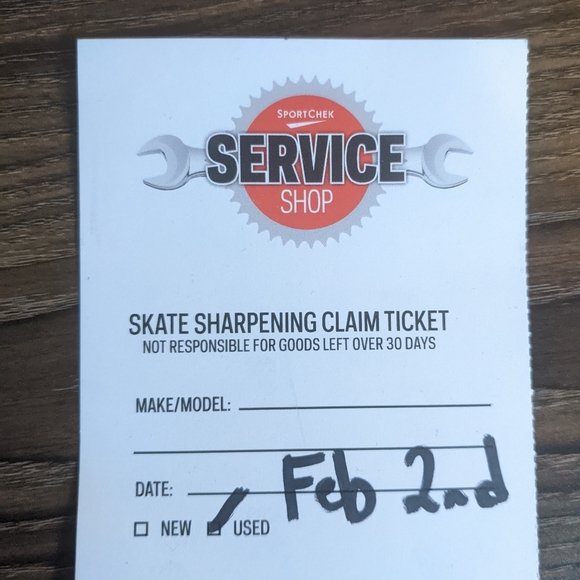 SPORTCHEK
SERVICE
SHOP
SKATE SHARPENING CLAIM TICKET
NOT RESPONSIBLE FOR GOODS LEFT OVER 30 DAYS
MAKE/MODEL:
DATE: Feb 2nd
NEW USED